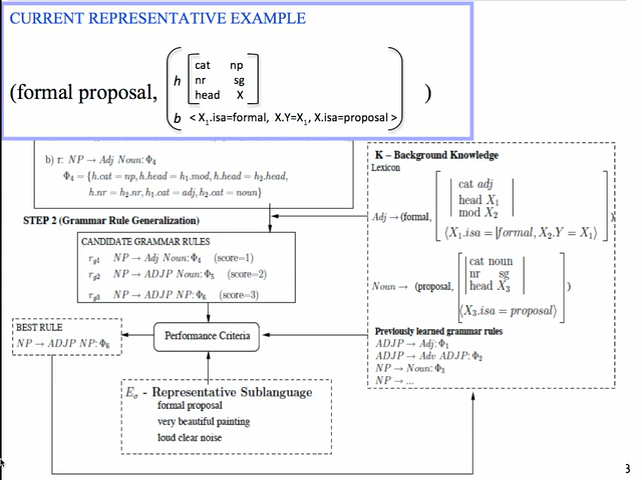 CURRENT REPRESENTATIVE EXAMPLE
cat np
h nr sg
head X
(formal proposal, )
b < X₁.isa=formal, X.Y=X₁, X.isa=proposal >
b) r: NP → Adj Noun: Φ₄
Φ₄ = {h.cat = np, h.head = h₁.mod, h.head = h₂.head,
h.nr = h₂.nr, h₁.cat = adj, h₂.cat = noun}
STEP 2 (Grammar Rule Generalization)
CANDIDATE GRAMMAR RULES
r_g1 NP → Adj Noun: Φ₄ (score=1)
r_g2 NP → ADJP Noun: Φ₅ (score=2)
r_g3 NP → ADJP NP: Φ₆ (score=3)
BEST RULE
NP → ADJP NP: Φ₆
Performance Criteria
E_σ - Representative Sublanguage
formal proposal
very beautiful painting
loud clear noise
K – Background Knowledge
Lexicon
cat adj
head X₁
Adj → (formal, mod X₂ )
⟨X₁.isa = formal, X₂.Y = X₁⟩
cat noun
nr sg
Noun → (proposal, head X₃ )
⟨X₃.isa = proposal⟩
Previously learned grammar rules
ADJP → Adj: Φ₁
ADJP → Adv ADJP: Φ₂
NP → Noun: Φ₃
NP → ...
3